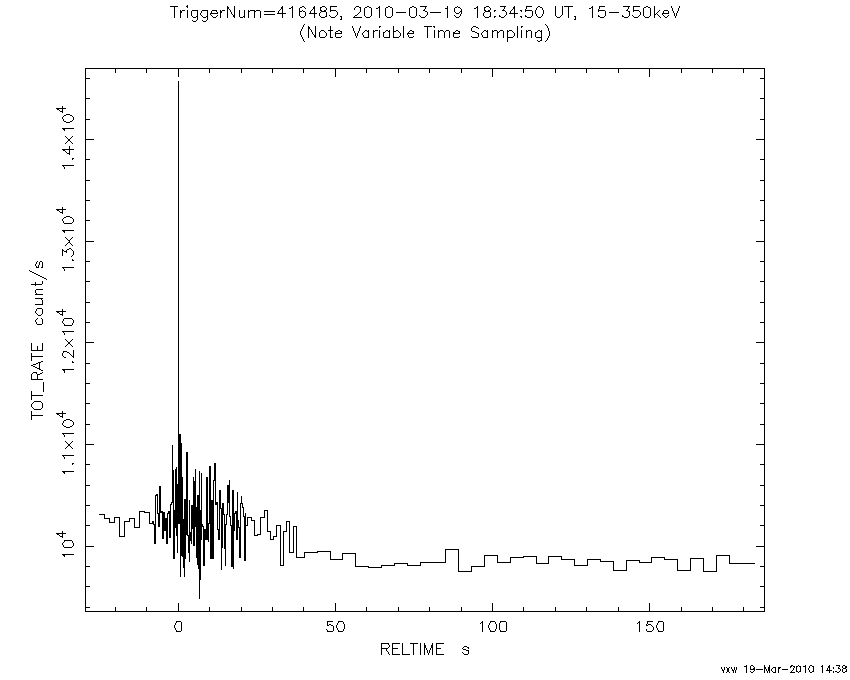 TriggerNum=416485, 2010-03-19 18:34:50 UT, 15-350keV
(Note Variable Time Sampling)
TOT_RATE count/s
1.4×10⁴
1.3×10⁴
1.2×10⁴
1.1×10⁴
10⁴
0 50 100 150
RELTIME s
vxw 19-Mar-2010 14:38